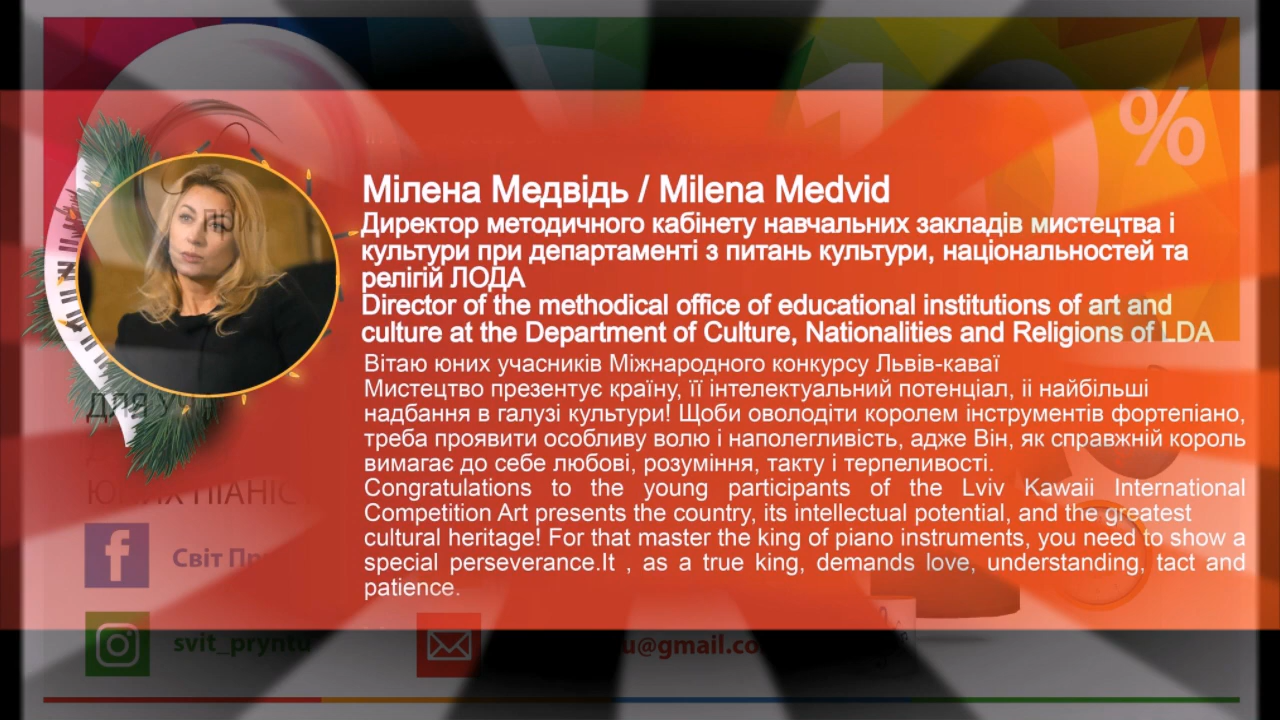 10 %
Мілена Медвідь / Milena Medvid
Директор методичного кабінету навчальних закладів мистецтва і
культури при департаменті з питань культури, національностей та
релігій ЛОДА
Director of the methodical office of educational institutions of art and
culture at the Department of Culture, Nationalities and Religions of LDA
Вітаю юних учасників Міжнародного конкурсу Львів-каваї
Мистецтво презентує країну, її інтелектуальний потенціал, іі найбільші
надбання в галузі культури! Щоби оволодіти королем інструментів фортепіано,
треба проявити особливу волю і наполегливість, адже Він, як справжній король
вимагає до себе любові, розуміння, такту і терпеливості.
Congratulations to the young participants of the Lviv Kawaii International
Competition Art presents the country, its intellectual potential, and the greatest
cultural heritage! For that master the king of piano instruments, you need to show a
special perseverance.It , as a true king, demands love, understanding, tact and
patience.
ДЛЯ
ЮНИХ ПІАНІС
Світ Пр
svit_pryntu
u@gmail.co